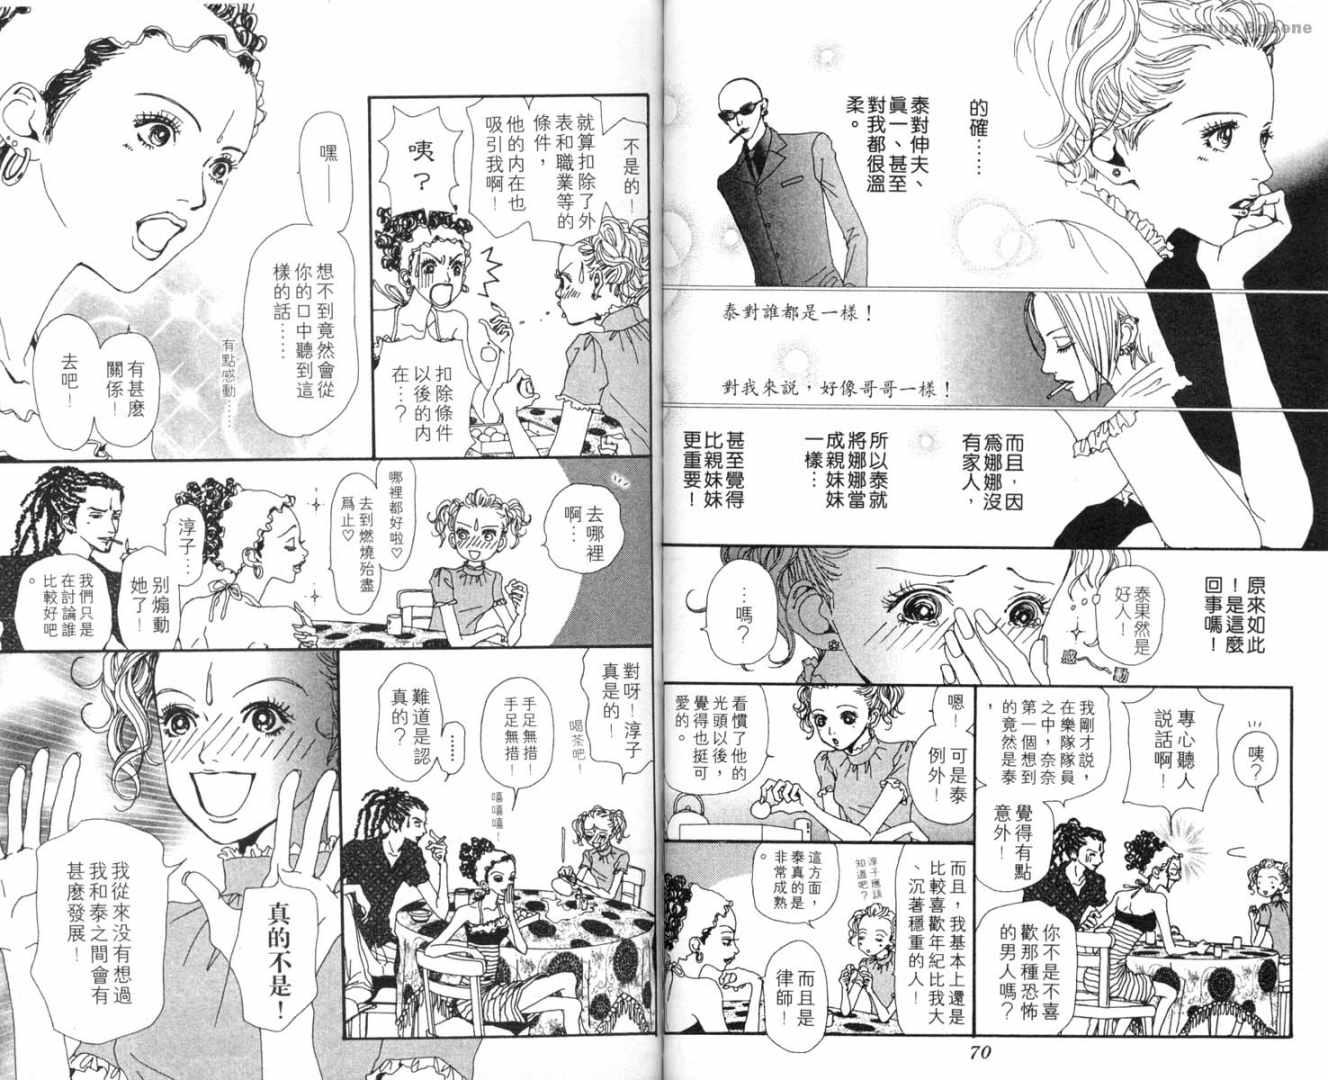 scan by BgBone
的確……
泰對伸夫、
眞一、甚至
對我都很溫
柔。
泰對誰都是一樣！
對我來說，好像哥哥一樣！
而且，因
爲娜娜沒
有家人，
所以泰就
將娜娜當
成親妹妹
一樣…
甚至覺得
比親妹妹
更重要！
原來如此
！是這麼
回事嗎！
泰果然是
好人！
感～動
…嗎？
咦？
專心聽人
說話啊！
我剛才說，
在樂隊隊員
之中，奈奈
第一個想到
的竟然是泰
，
覺得有點
意外！
你不是不喜
歡那種恐怖
的男人嗎？
嗯！可是泰
例外！
看慣了他的
光頭以後，
覺得也挺可
愛的。
而且，我基本上還是
比較喜歡年紀比我大
、沉著穩重的人！
淳子應該
知道吧？
這方面，
泰真的是
非常成熟
。
而且是
律師！
70
不是的！
就算扣除了外
表和職業等的
條件，
他的內在也
吸引我啊！
咦？
扣除條件
以後的內
在…？
嘿——
想不到竟然會從
你的口中聽到這
樣的話……
有點感動……
有甚麼
關係！
去吧！
去哪裡
啊…
哪裡都好啦♡
去到燃燒殆盡
爲止♡
淳子…
別煽動
她了！
我們只是
在討論誰
比較好吧
。
對呀！淳子
真是的！
喝茶吧！
手足無措！
手足無措！
嘻嘻嘻！
……
難道是認
真的？
真的不是！
我從來没有想過
我和泰之間會有
甚麼發展！